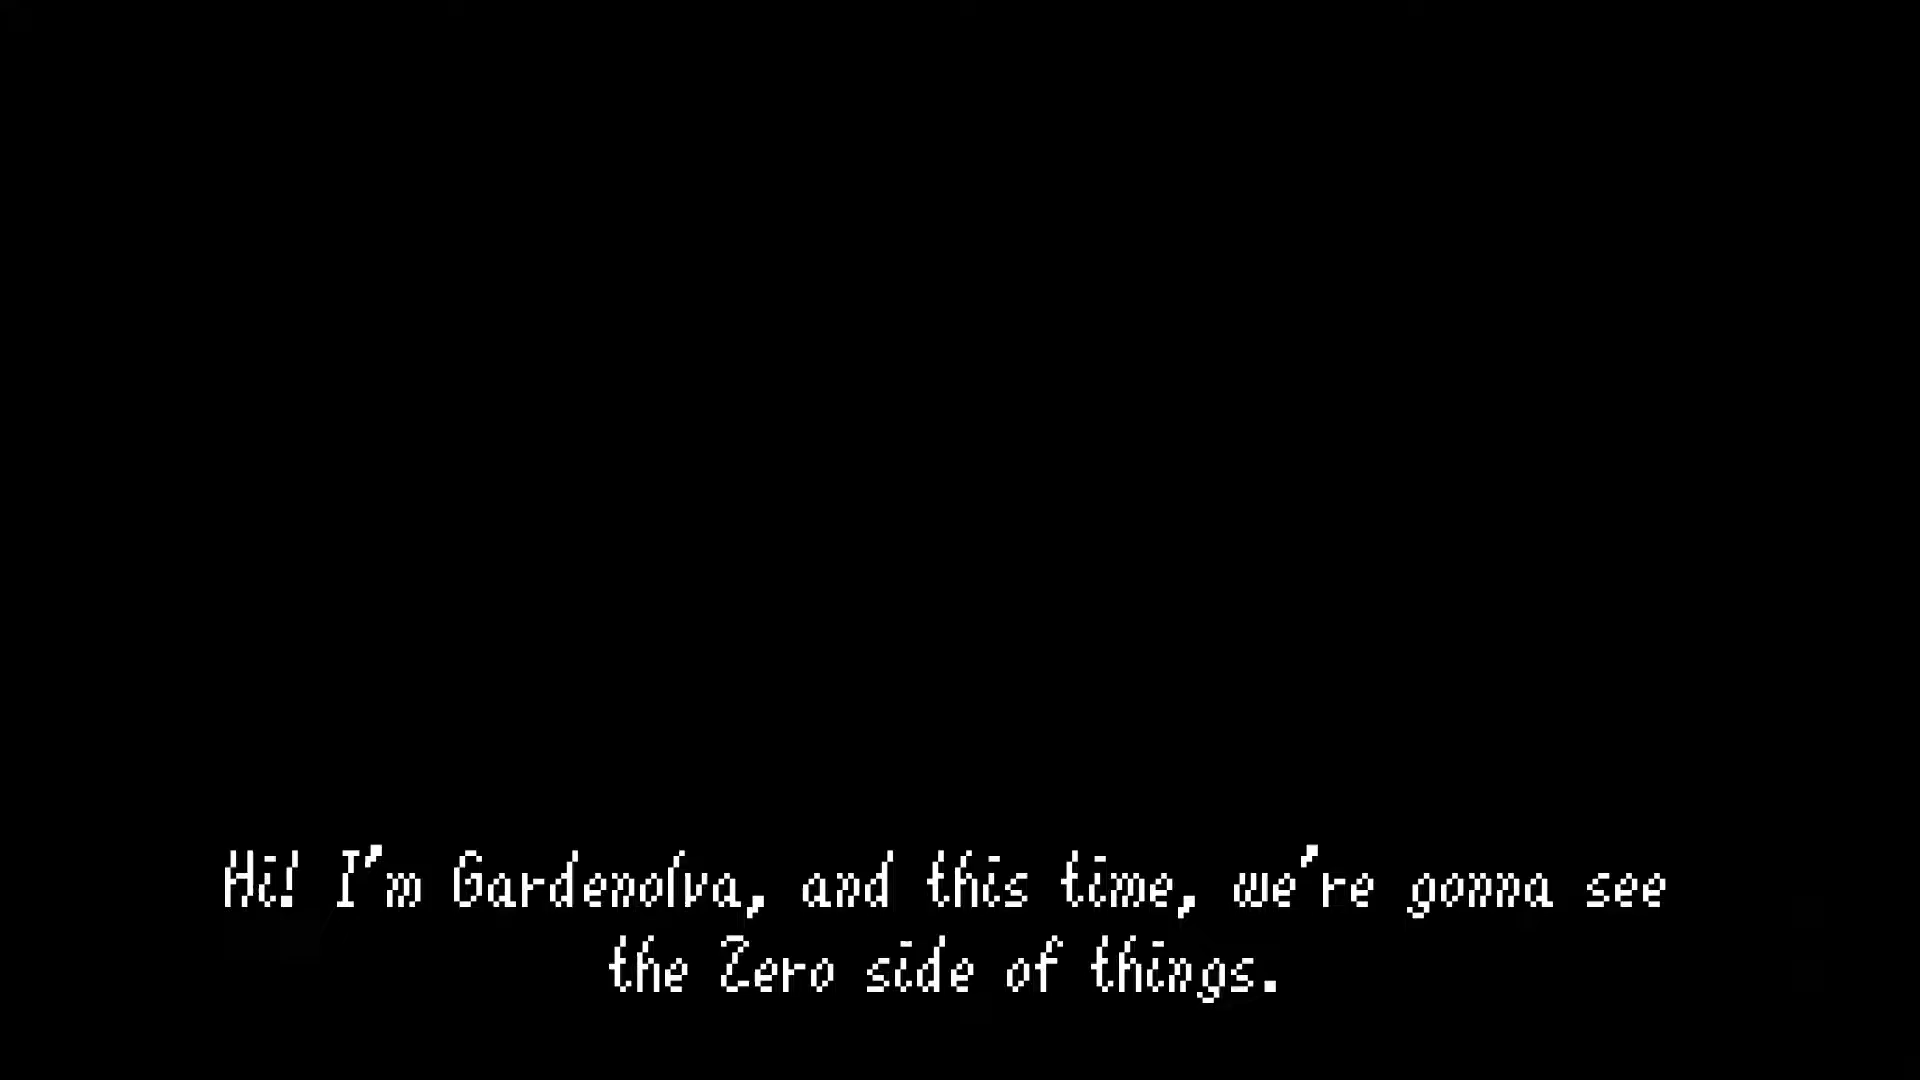 Hi! I'm Gardenolva, and this time, we're gonna see
the Zero side of things.